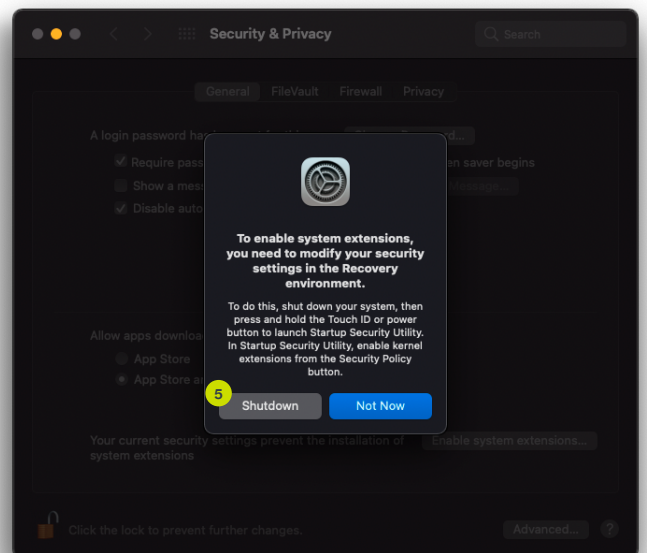 Security & Privacy
Search
General FileVault Firewall Privacy
A login password
Require
en saver begins
Show a
Message...
Disable
To enable system extensions,
you need to modify your security
settings in the Recovery
environment.
To do this, shut down your system, then
press and hold the Touch ID or power
button to launch Startup Security Utility.
In Startup Security Utility, enable kernel
extensions from the Security Policy
button.
Allow apps
App Store
App Store
5
Shutdown
Not Now
Your current security settings prevent the installation of
system extensions
Enable system extensions...
Click the lock to prevent further changes.
Advanced...
?